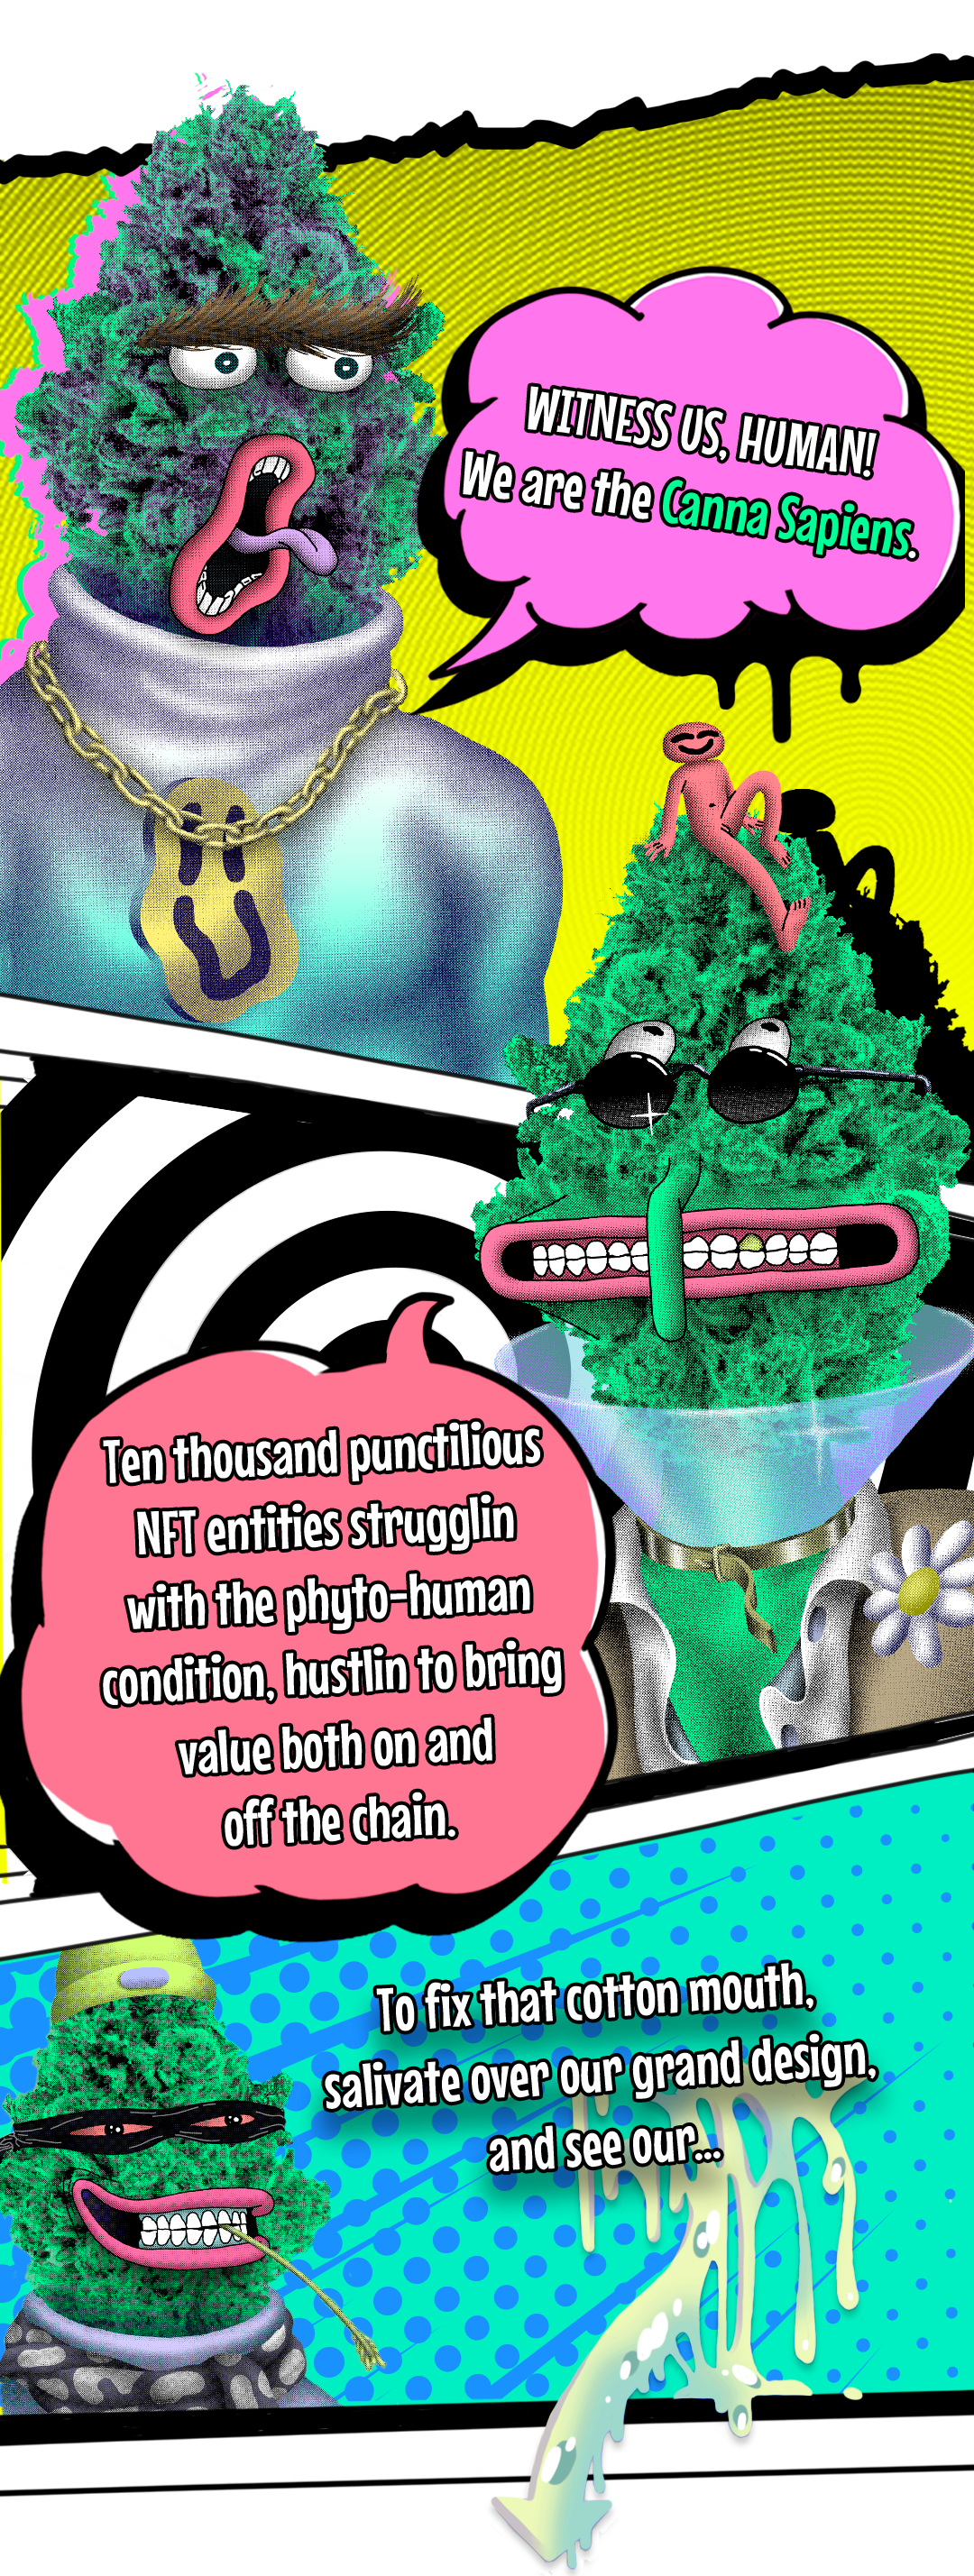 WITNESS US, HUMAN!
We are the Canna Sapiens.
Ten thousand punctilious
NFT entities strugglin
with the phyto-human
condition, hustlin to bring
value both on and
off the chain.
To fix that cotton mouth,
salivate over our grand design,
and see our...